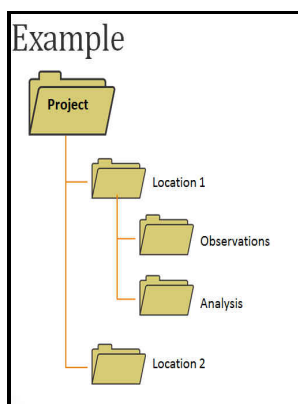 Example
Project
Location 1
Observations
Analysis
Location 2